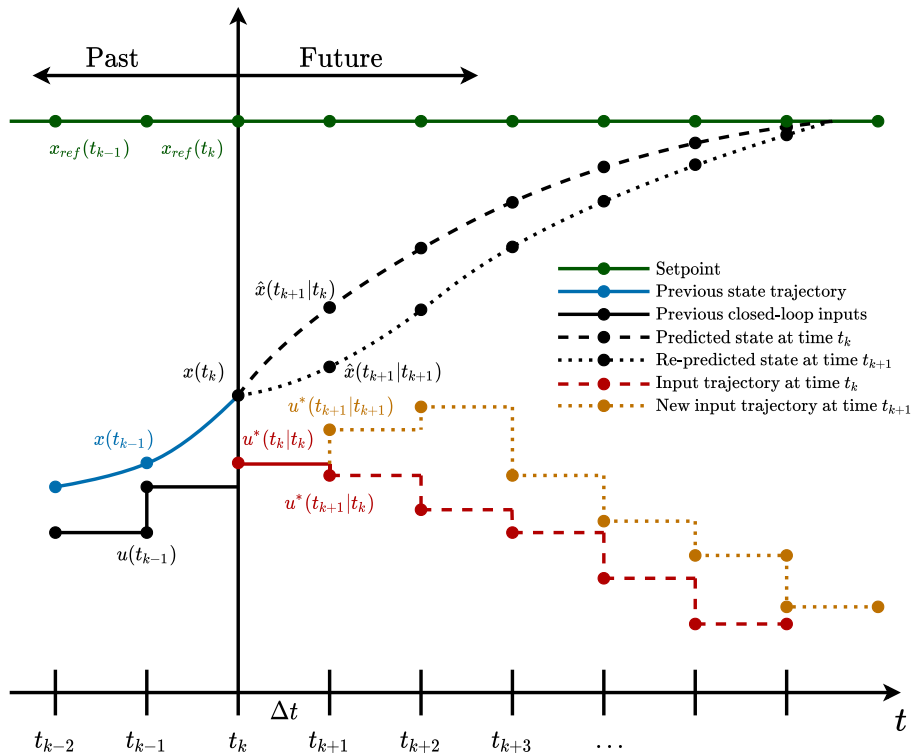 Past
Future
x_{ref}(t_{k-1})
x_{ref}(t_k)
x̂(t_{k+1}|t_k)
Setpoint
Previous state trajectory
Previous closed-loop inputs
Predicted state at time t_k
Re-predicted state at time t_{k+1}
Input trajectory at time t_k
New input trajectory at time t_{k+1}
x(t_k)
x̂(t_{k+1}|t_{k+1})
u*(t_{k+1}|t_{k+1})
x(t_{k-1})
u*(t_k|t_k)
u*(t_{k+1}|t_k)
u(t_{k-1})
Δt
t
t_{k-2}
t_{k-1}
t_k
t_{k+1}
t_{k+2}
t_{k+3}
...